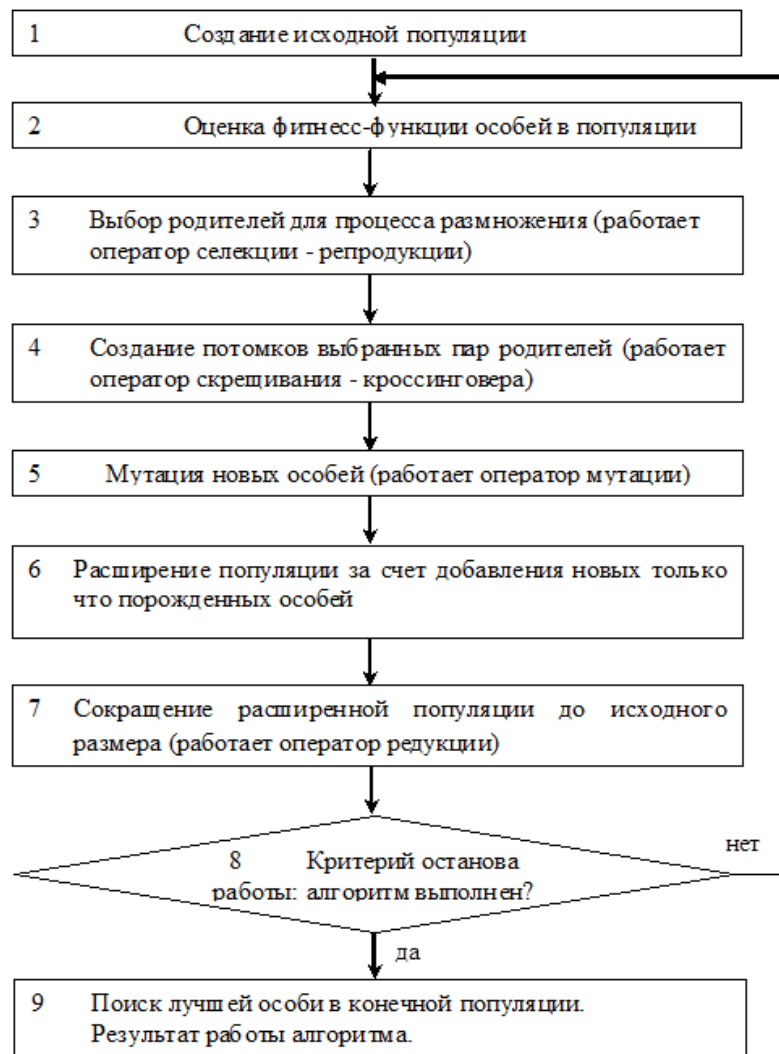 1 Создание исходной популяции
2 Оценка фитнесс-функции особей в популяции
3 Выбор родителей для процесса размножения (работает
оператор селекции - репродукции)
4 Создание потомков выбранных пар родителей (работает
оператор скрещивания - кроссинговера)
5 Мутация новых особей (работает оператор мутации)
6 Расширение популяции за счет добавления новых только
что порожденных особей
7 Сокращение расширенной популяции до исходного
размера (работает оператор редукции)
нет
8 Критерий останова
работы: алгоритм выполнен?
да
9 Поиск лучшей особи в конечной популяции.
Результат работы алгоритма.